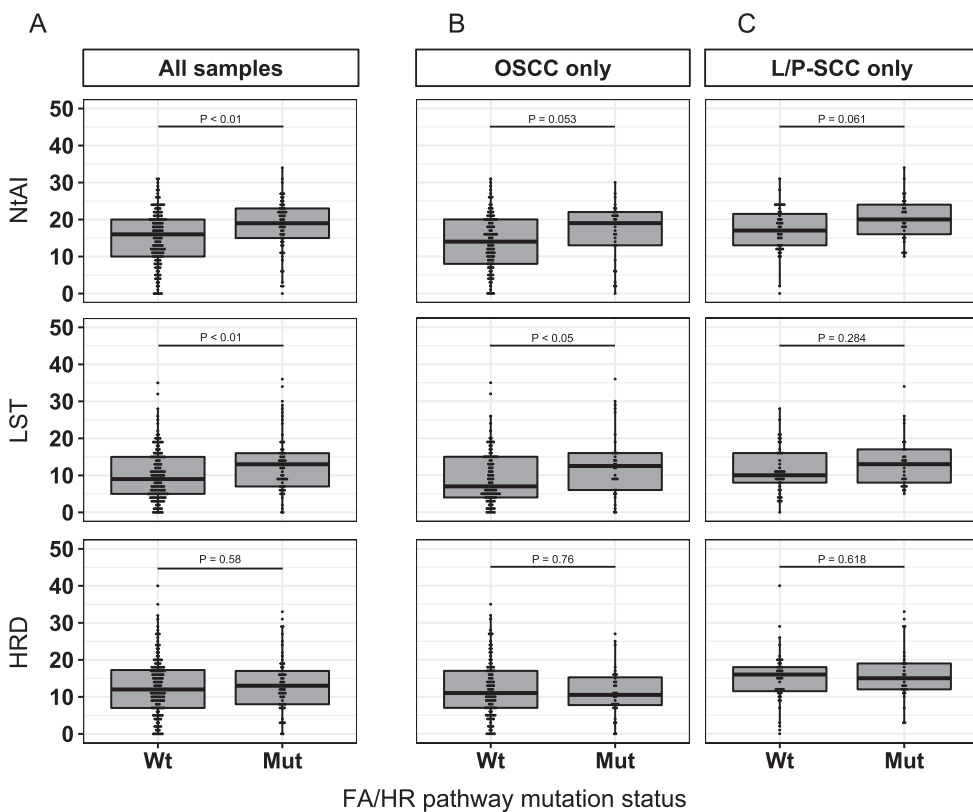 A
B
C
All samples
OSCC only
L/P-SCC only
NtAI
50
40
30
20
10
0
P < 0.01
P = 0.053
P = 0.061
LST
50
40
30
20
10
0
P < 0.01
P < 0.05
P = 0.284
HRD
50
40
30
20
10
0
P = 0.58
P = 0.76
P = 0.618
Wt Mut
Wt Mut
Wt Mut
FA/HR pathway mutation status